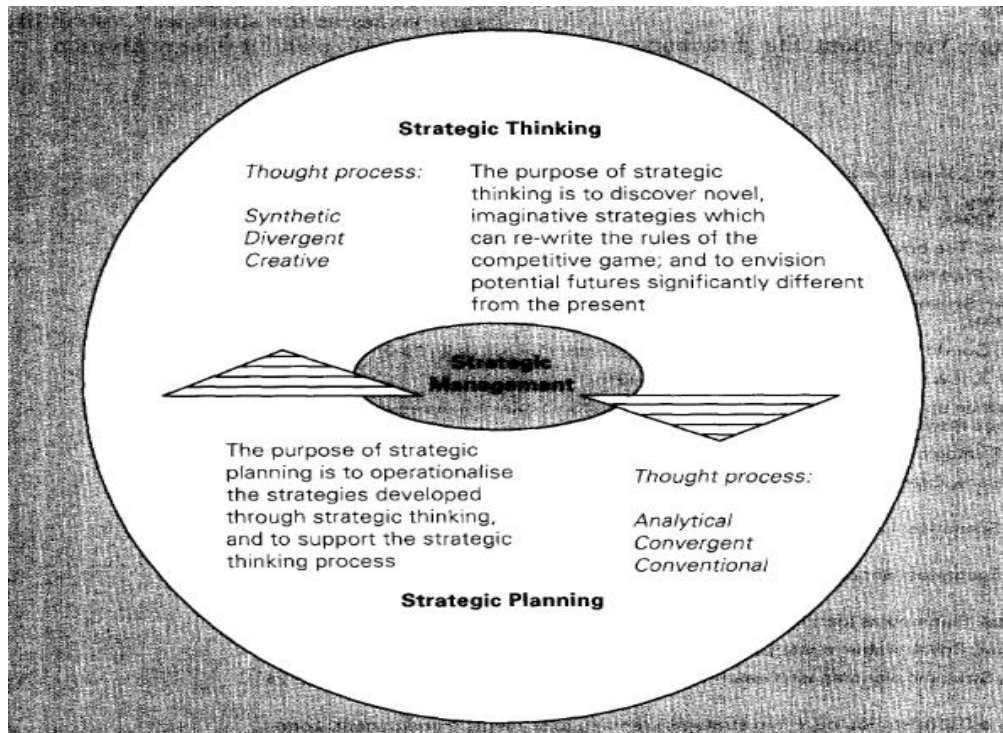 Strategic Thinking
Thought process:
Synthetic
Divergent
Creative
The purpose of strategic
thinking is to discover novel,
imaginative strategies which
can re-write the rules of the
competitive game; and to envision
potential futures significantly different
from the present
Strategic
Management
The purpose of strategic
planning is to operationalise
the strategies developed
through strategic thinking,
and to support the strategic
thinking process
Thought process:
Analytical
Convergent
Conventional
Strategic Planning